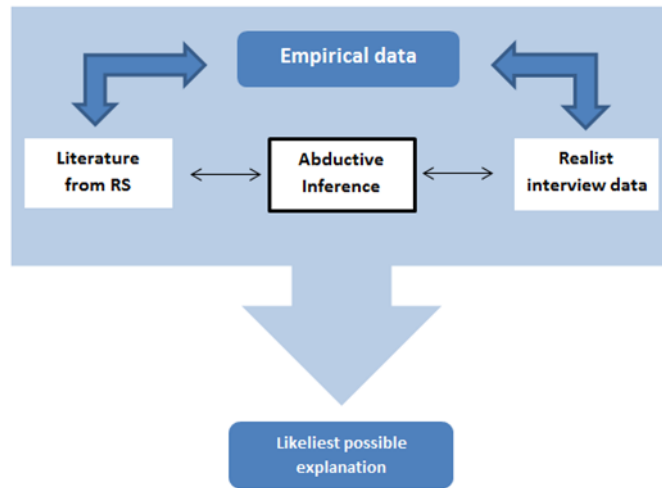 Empirical data
Literature
from RS
Abductive
Inference
Realist
interview data
Likeliest possible
explanation